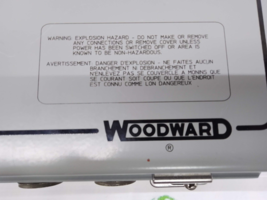 WARNING EXPLOSION HAZARD - DO NOT MAKE OR REMOVE
ANY CONNECTIONS OR REMOVE COVER UNLESS
POWER HAS BEEN SWITCHED OFF OR AREA IS
KNOWN TO BE NON-HAZARDOUS
AVERTISSEMENT DANGER D'EXPLOSION - NE FAITES AUCUN
BRANCHEMENT NI DEBRANCHEMENT ET
N'ENLEVEZ PAS LE COUVERCLE A MOINS QUE
LE COURANT SOIT COUPE OU QUE L'ENDROIT
EST CONNU COMME NON DANGEREUX
WOODWARD
®